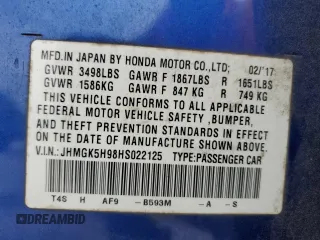 MFD. IN JAPAN BY HONDA MOTOR CO.,LTD; 02/'17
GVWR 3498LBS GAWR F 1867LBS R 1651LBS
GVWR 1586KG GAWR F 847 KG R 749 KG
THIS VEHICLE CONFORMS TO ALL APPLICABLE
FEDERAL MOTOR VEHICLE SAFETY ,BUMPER,
AND THEFT PREVENTION STANDARDS IN EFFECT
ON THE DATE OF MANUFACTURE SHOWN ABOVE.
V.I.N.: JHMGK5H98HS022125 TYPE:PASSENGER CAR
T4S H AF9 -B593M -A -S
DREAMBID